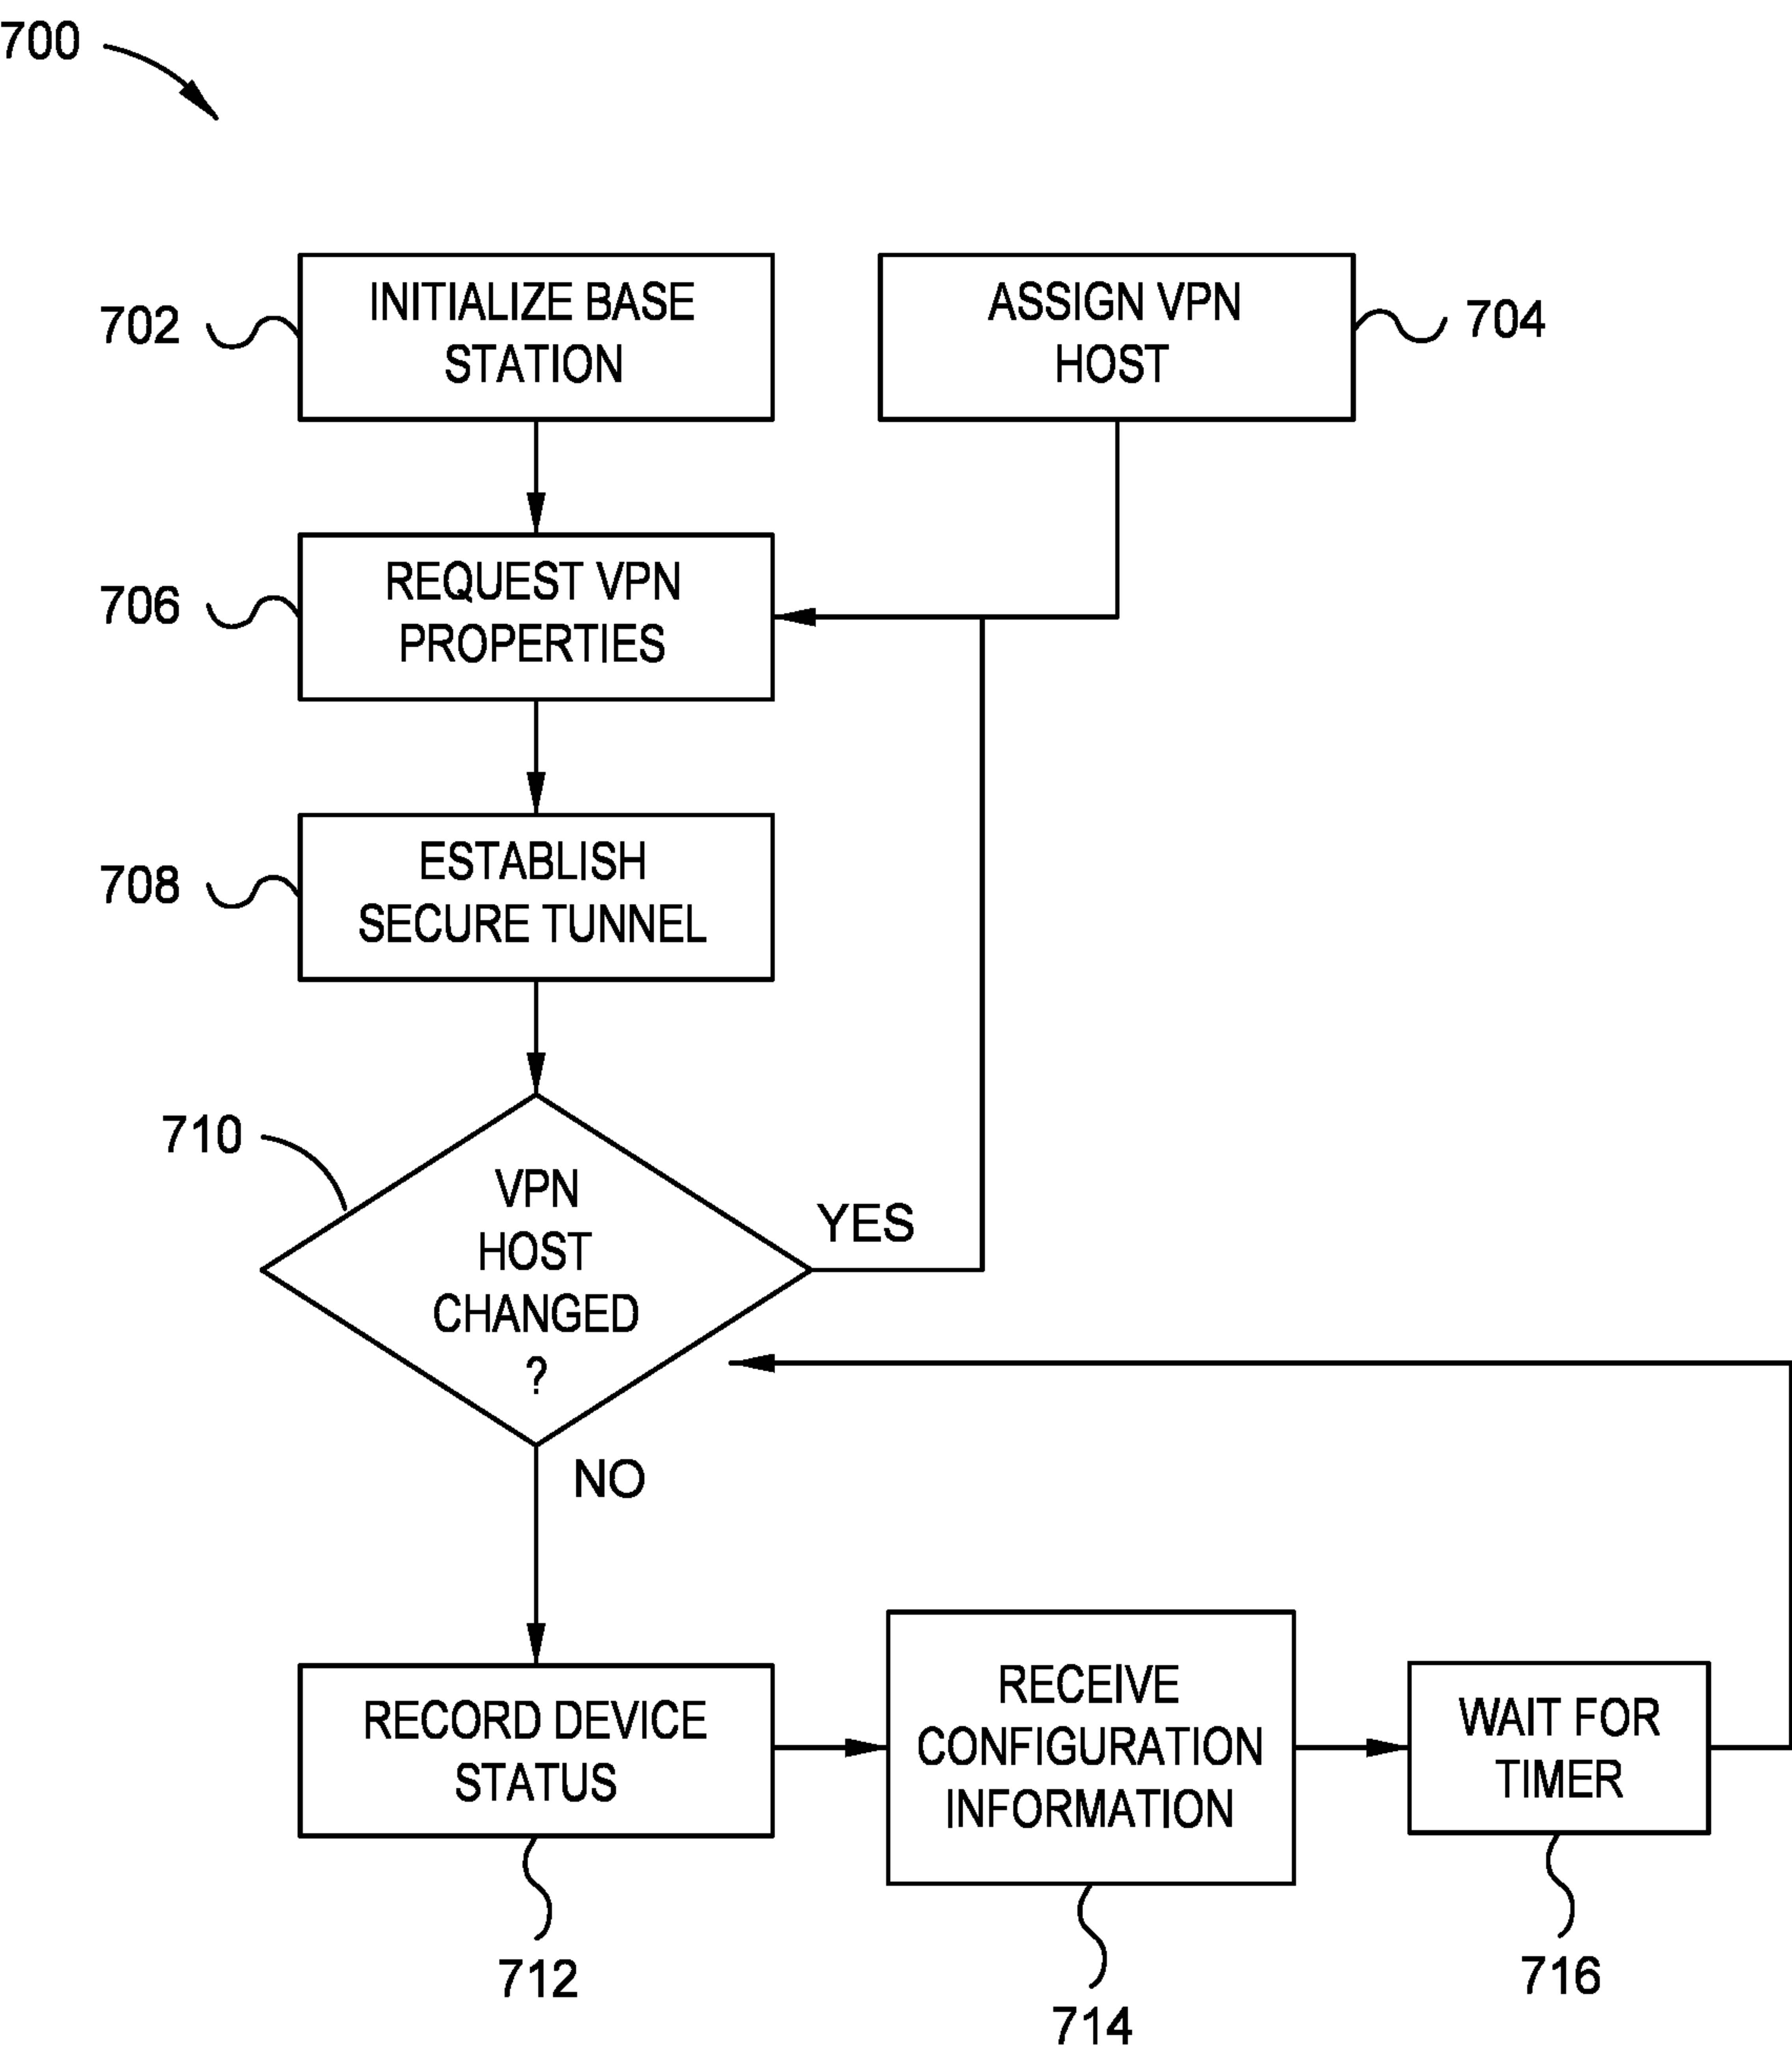 700
702
INITIALIZE BASE
STATION
ASSIGN VPN
HOST
704
706
REQUEST VPN
PROPERTIES
708
ESTABLISH
SECURE TUNNEL
710
VPN
HOST
CHANGED
?
YES
NO
RECORD DEVICE
STATUS
RECEIVE
CONFIGURATION
INFORMATION
WAIT FOR
TIMER
712
714
716